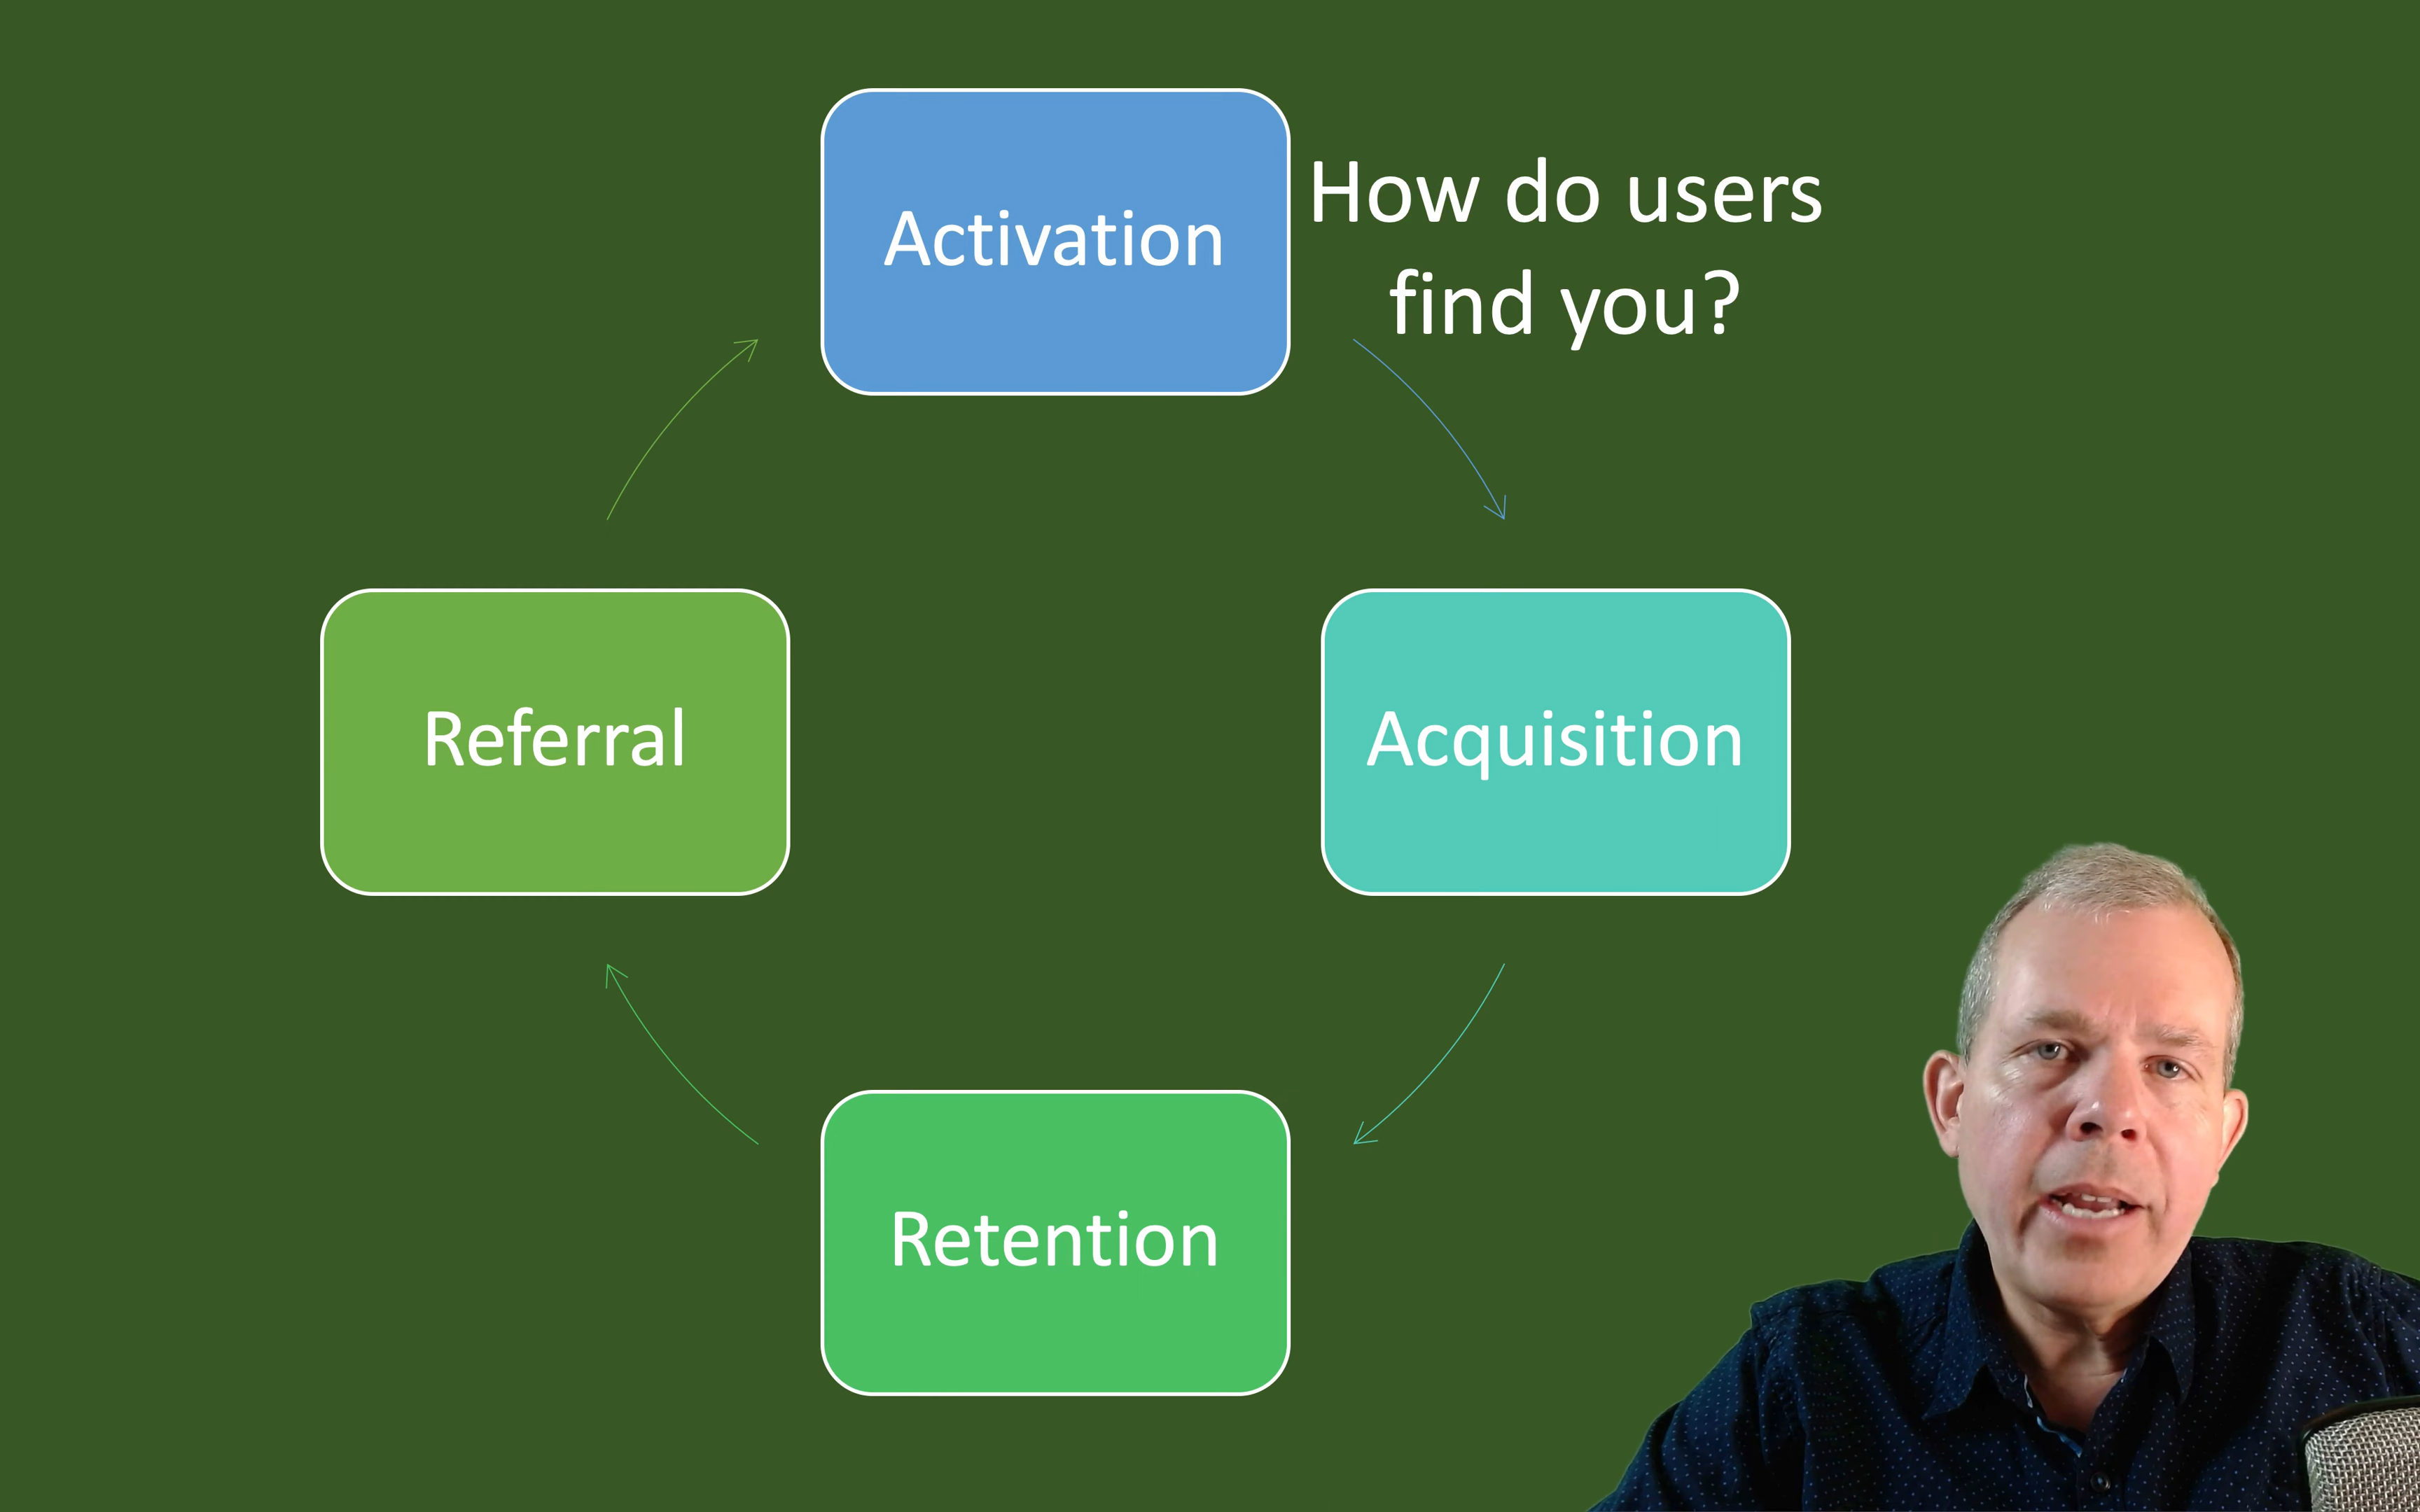 Activation
How do users
find you?
Referral
Acquisition
Retention